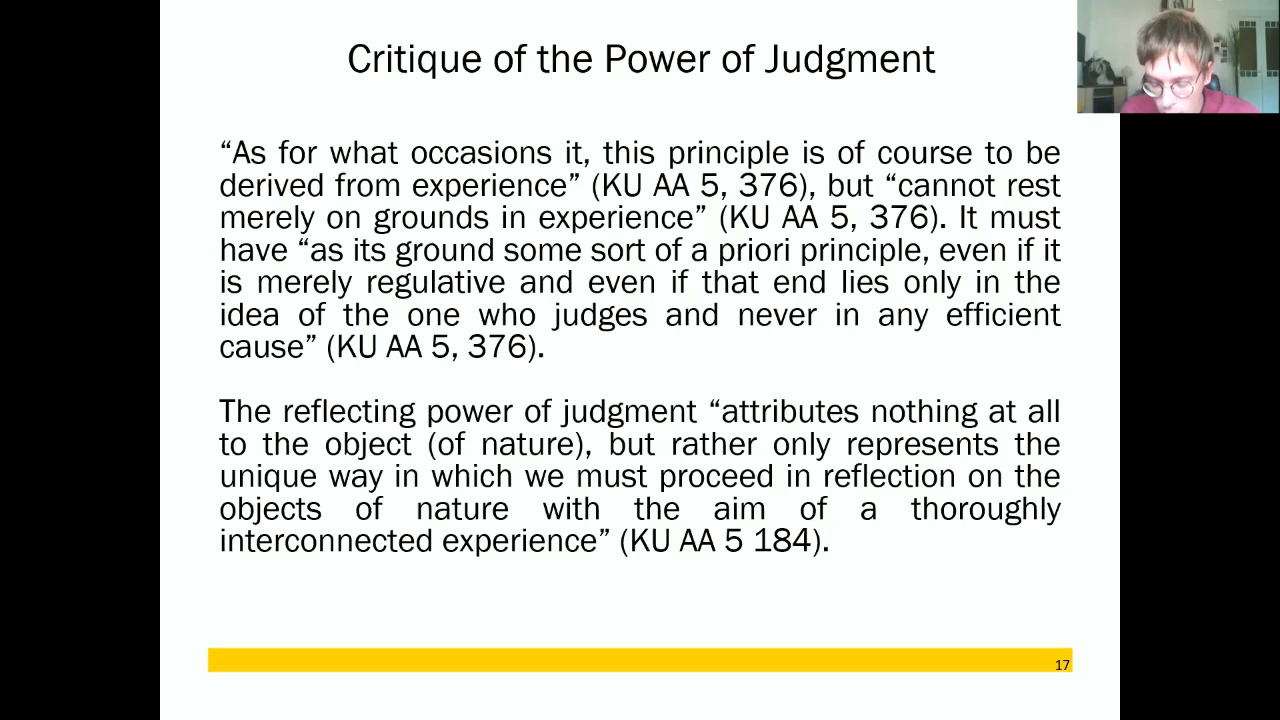 Critique of the Power of Judgment
“As for what occasions it, this principle is of course to be
derived from experience” (KU AA 5, 376), but “cannot rest
merely on grounds in experience” (KU AA 5, 376). It must
have “as its ground some sort of a priori principle, even if it
is merely regulative and even if that end lies only in the
idea of the one who judges and never in any efficient
cause” (KU AA 5, 376).
The reflecting power of judgment “attributes nothing at all
to the object (of nature), but rather only represents the
unique way in which we must proceed in reflection on the
objects of nature with the aim of a thoroughly
interconnected experience” (KU AA 5 184).
17